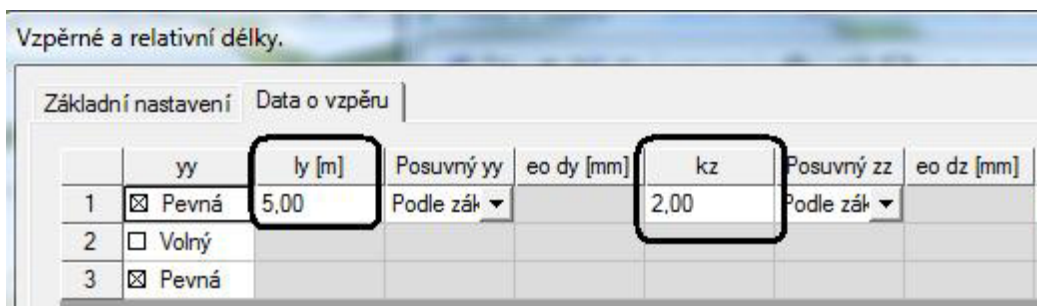 Vzpěrné a relativní délky.
Základní nastavení Data o vzpěru
yy ly [m] Posuvný yy eo dy [mm] kz Posuvný zz eo dz [mm]
1 Pevná 5,00 Podle zák 2,00 Podle zák
2 Volný
3 Pevná